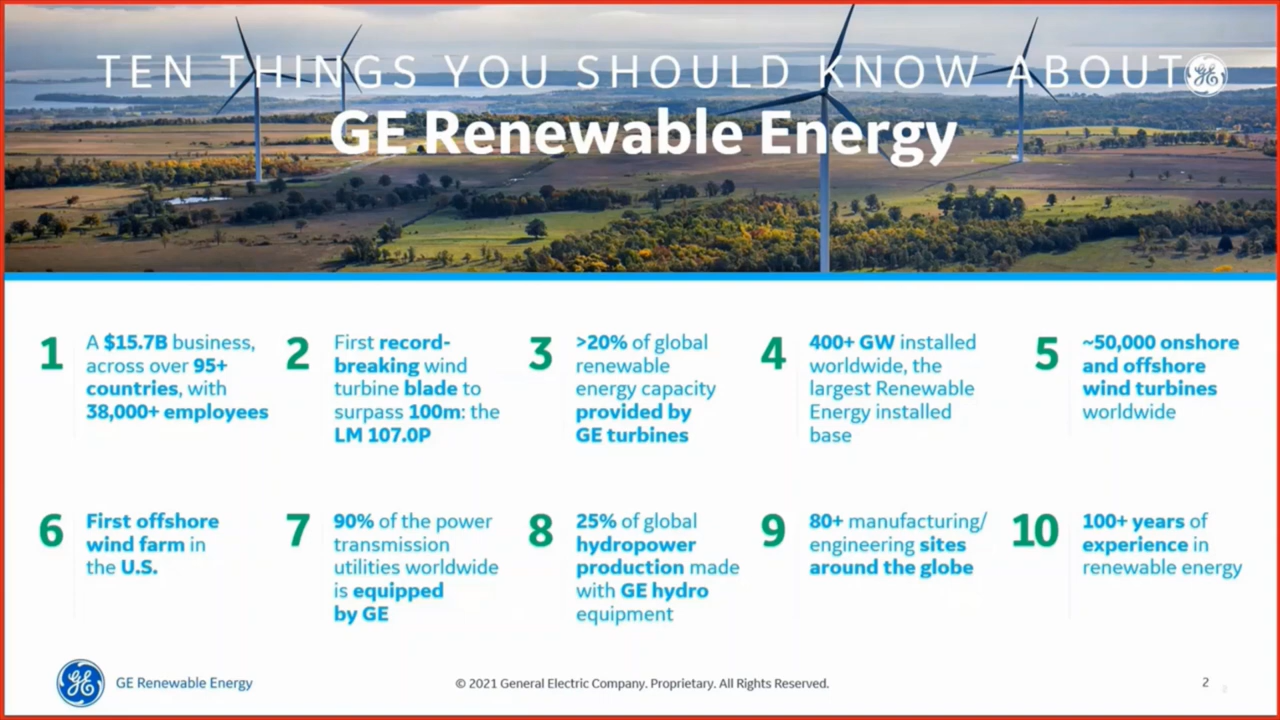 TEN THINGS YOU SHOULD KNOW ABOUT
GE Renewable Energy
1
A $15.7B business,
across over 95+
countries, with
38,000+ employees
2
First record-
breaking wind
turbine blade to
surpass 100m: the
LM 107.0P
3
>20% of global
renewable
energy capacity
provided by
GE turbines
4
400+ GW installed
worldwide, the
largest Renewable
Energy installed
base
5
~50,000 onshore
and offshore
wind turbines
worldwide
6
First offshore
wind farm in
the U.S.
7
90% of the power
transmission
utilities worldwide
is equipped
by GE
8
25% of global
hydropower
production made
with GE hydro
equipment
9
80+ manufacturing/
engineering sites
around the globe
10
100+ years of
experience in
renewable energy
GE Renewable Energy
© 2021 General Electric Company. Proprietary. All Rights Reserved.
2